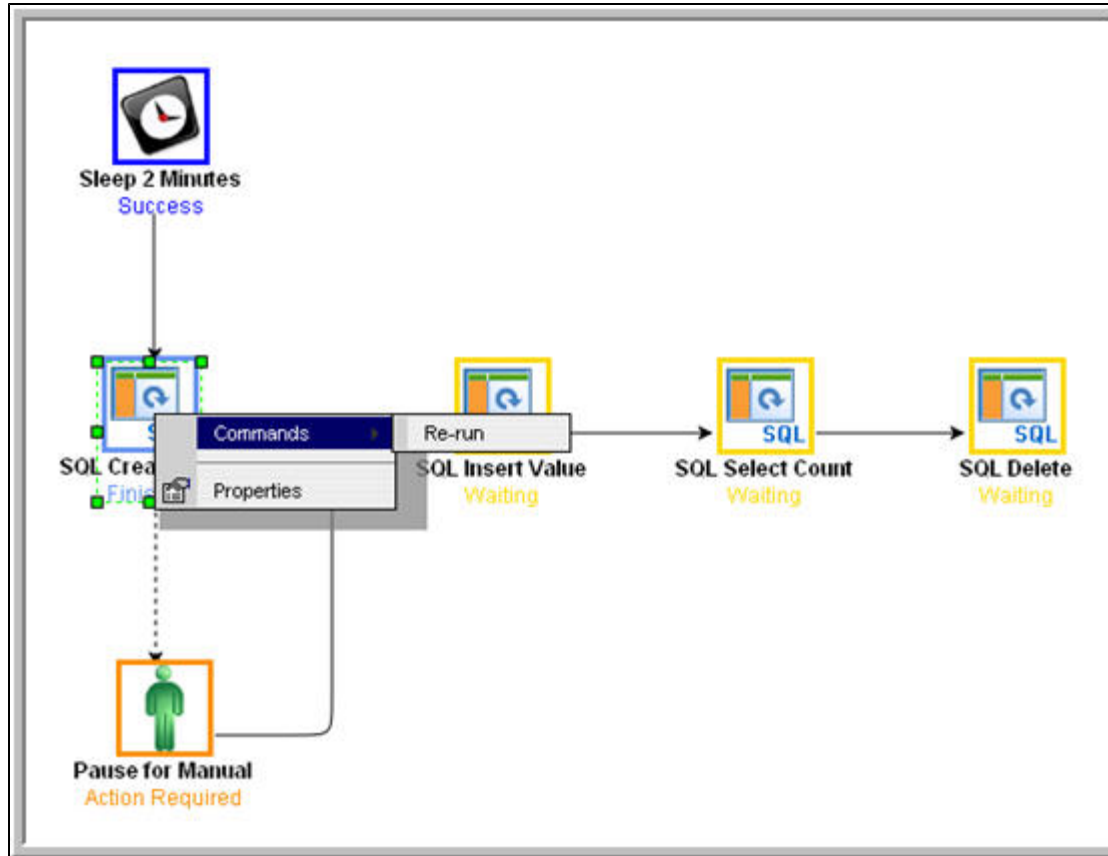 Sleep 2 Minutes
Success
Commands
Re-run
SQL
SQL
SQL Insert Value
SQL Select Count
SQL Delete
Waiting
Waiting
Waiting
Properties
Pause for Manual
Action Required